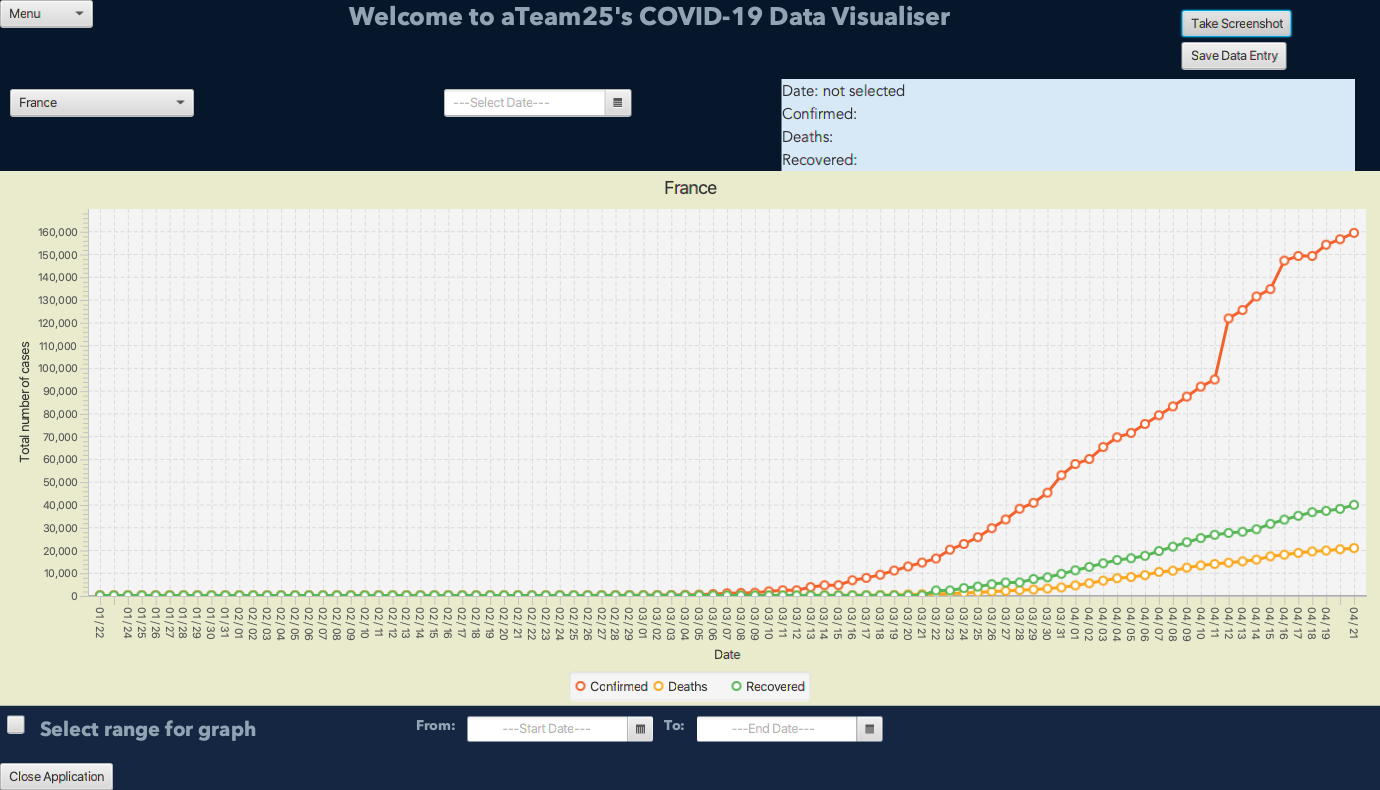 Menu
Welcome to aTeam25's COVID-19 Data Visualiser
Take Screenshot
Save Data Entry
France
---Select Date---
Date: not selected
Confirmed:
Deaths:
Recovered:
France
Total number of cases
160,000
150,000
140,000
130,000
120,000
110,000
100,000
90,000
80,000
70,000
60,000
50,000
40,000
30,000
20,000
10,000
0
01/22 01/24 01/25 01/26 01/27 01/28 01/29 01/30 01/31 02/01 02/02 02/03 02/04 02/05 02/06 02/07 02/08 02/09 02/10 02/11 02/12 02/13 02/14 02/15 02/16 02/17 02/18 02/19 02/20 02/21 02/22 02/23 02/24 02/25 02/26 02/27 02/28 02/29 03/01 03/02 03/03 03/04 03/05 03/06 03/07 03/08 03/09 03/10 03/11 03/12 03/13 03/14 03/15 03/16 03/17 03/18 03/19 03/20 03/21 03/22 03/23 03/24 03/25 03/26 03/27 03/28 03/29 03/30 03/31 04/01 04/02 04/03 04/04 04/05 04/06 04/07 04/08 04/09 04/10 04/11 04/12 04/13 04/14 04/15 04/16 04/17 04/18 04/19 04/21
Date
Confirmed Deaths Recovered
Select range for graph
From: ---Start Date--- To: ---End Date---
Close Application